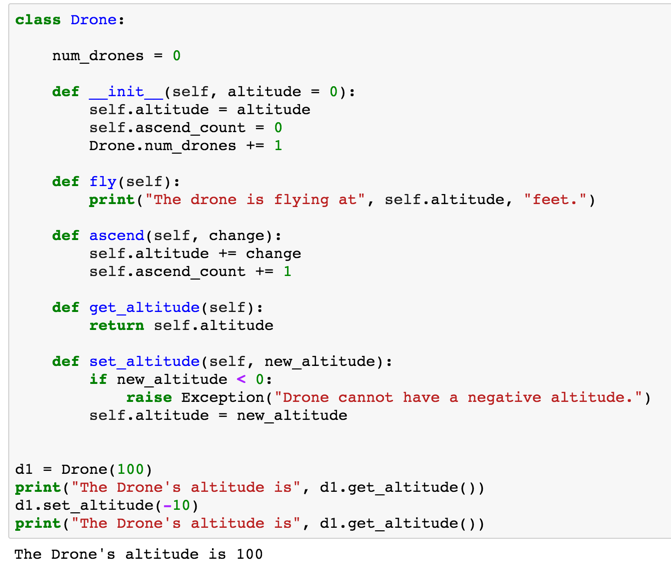 class Drone:
num_drones = 0
def __init__(self, altitude = 0):
self.altitude = altitude
self.ascend_count = 0
Drone.num_drones += 1
def fly(self):
print("The drone is flying at", self.altitude, "feet.")
def ascend(self, change):
self.altitude += change
self.ascend_count += 1
def get_altitude(self):
return self.altitude
def set_altitude(self, new_altitude):
if new_altitude < 0:
raise Exception("Drone cannot have a negative altitude.")
self.altitude = new_altitude
d1 = Drone(100)
print("The Drone's altitude is", d1.get_altitude())
d1.set_altitude(-10)
print("The Drone's altitude is", d1.get_altitude())
The Drone's altitude is 100